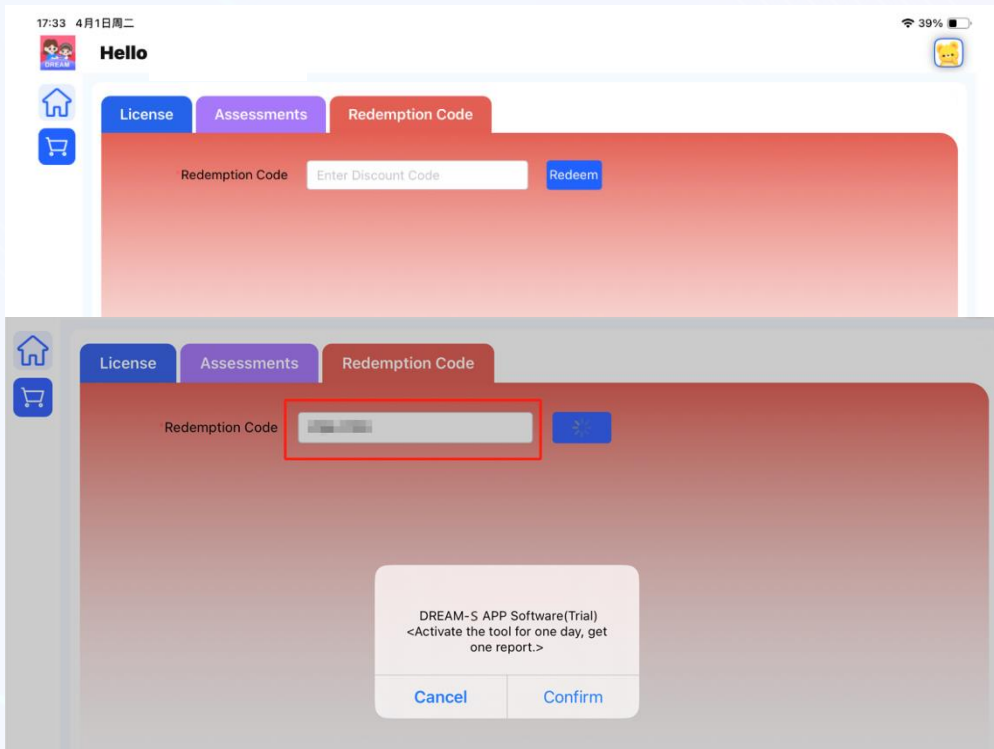 17:33 4月1日周二
39%
DREAM
Hello
License
Assessments
Redemption Code
Redemption Code
Enter Discount Code
Redeem
License
Assessments
Redemption Code
Redemption Code
DREAM-S APP Software(Trial)
<Activate the tool for one day, get
one report.>
Cancel
Confirm